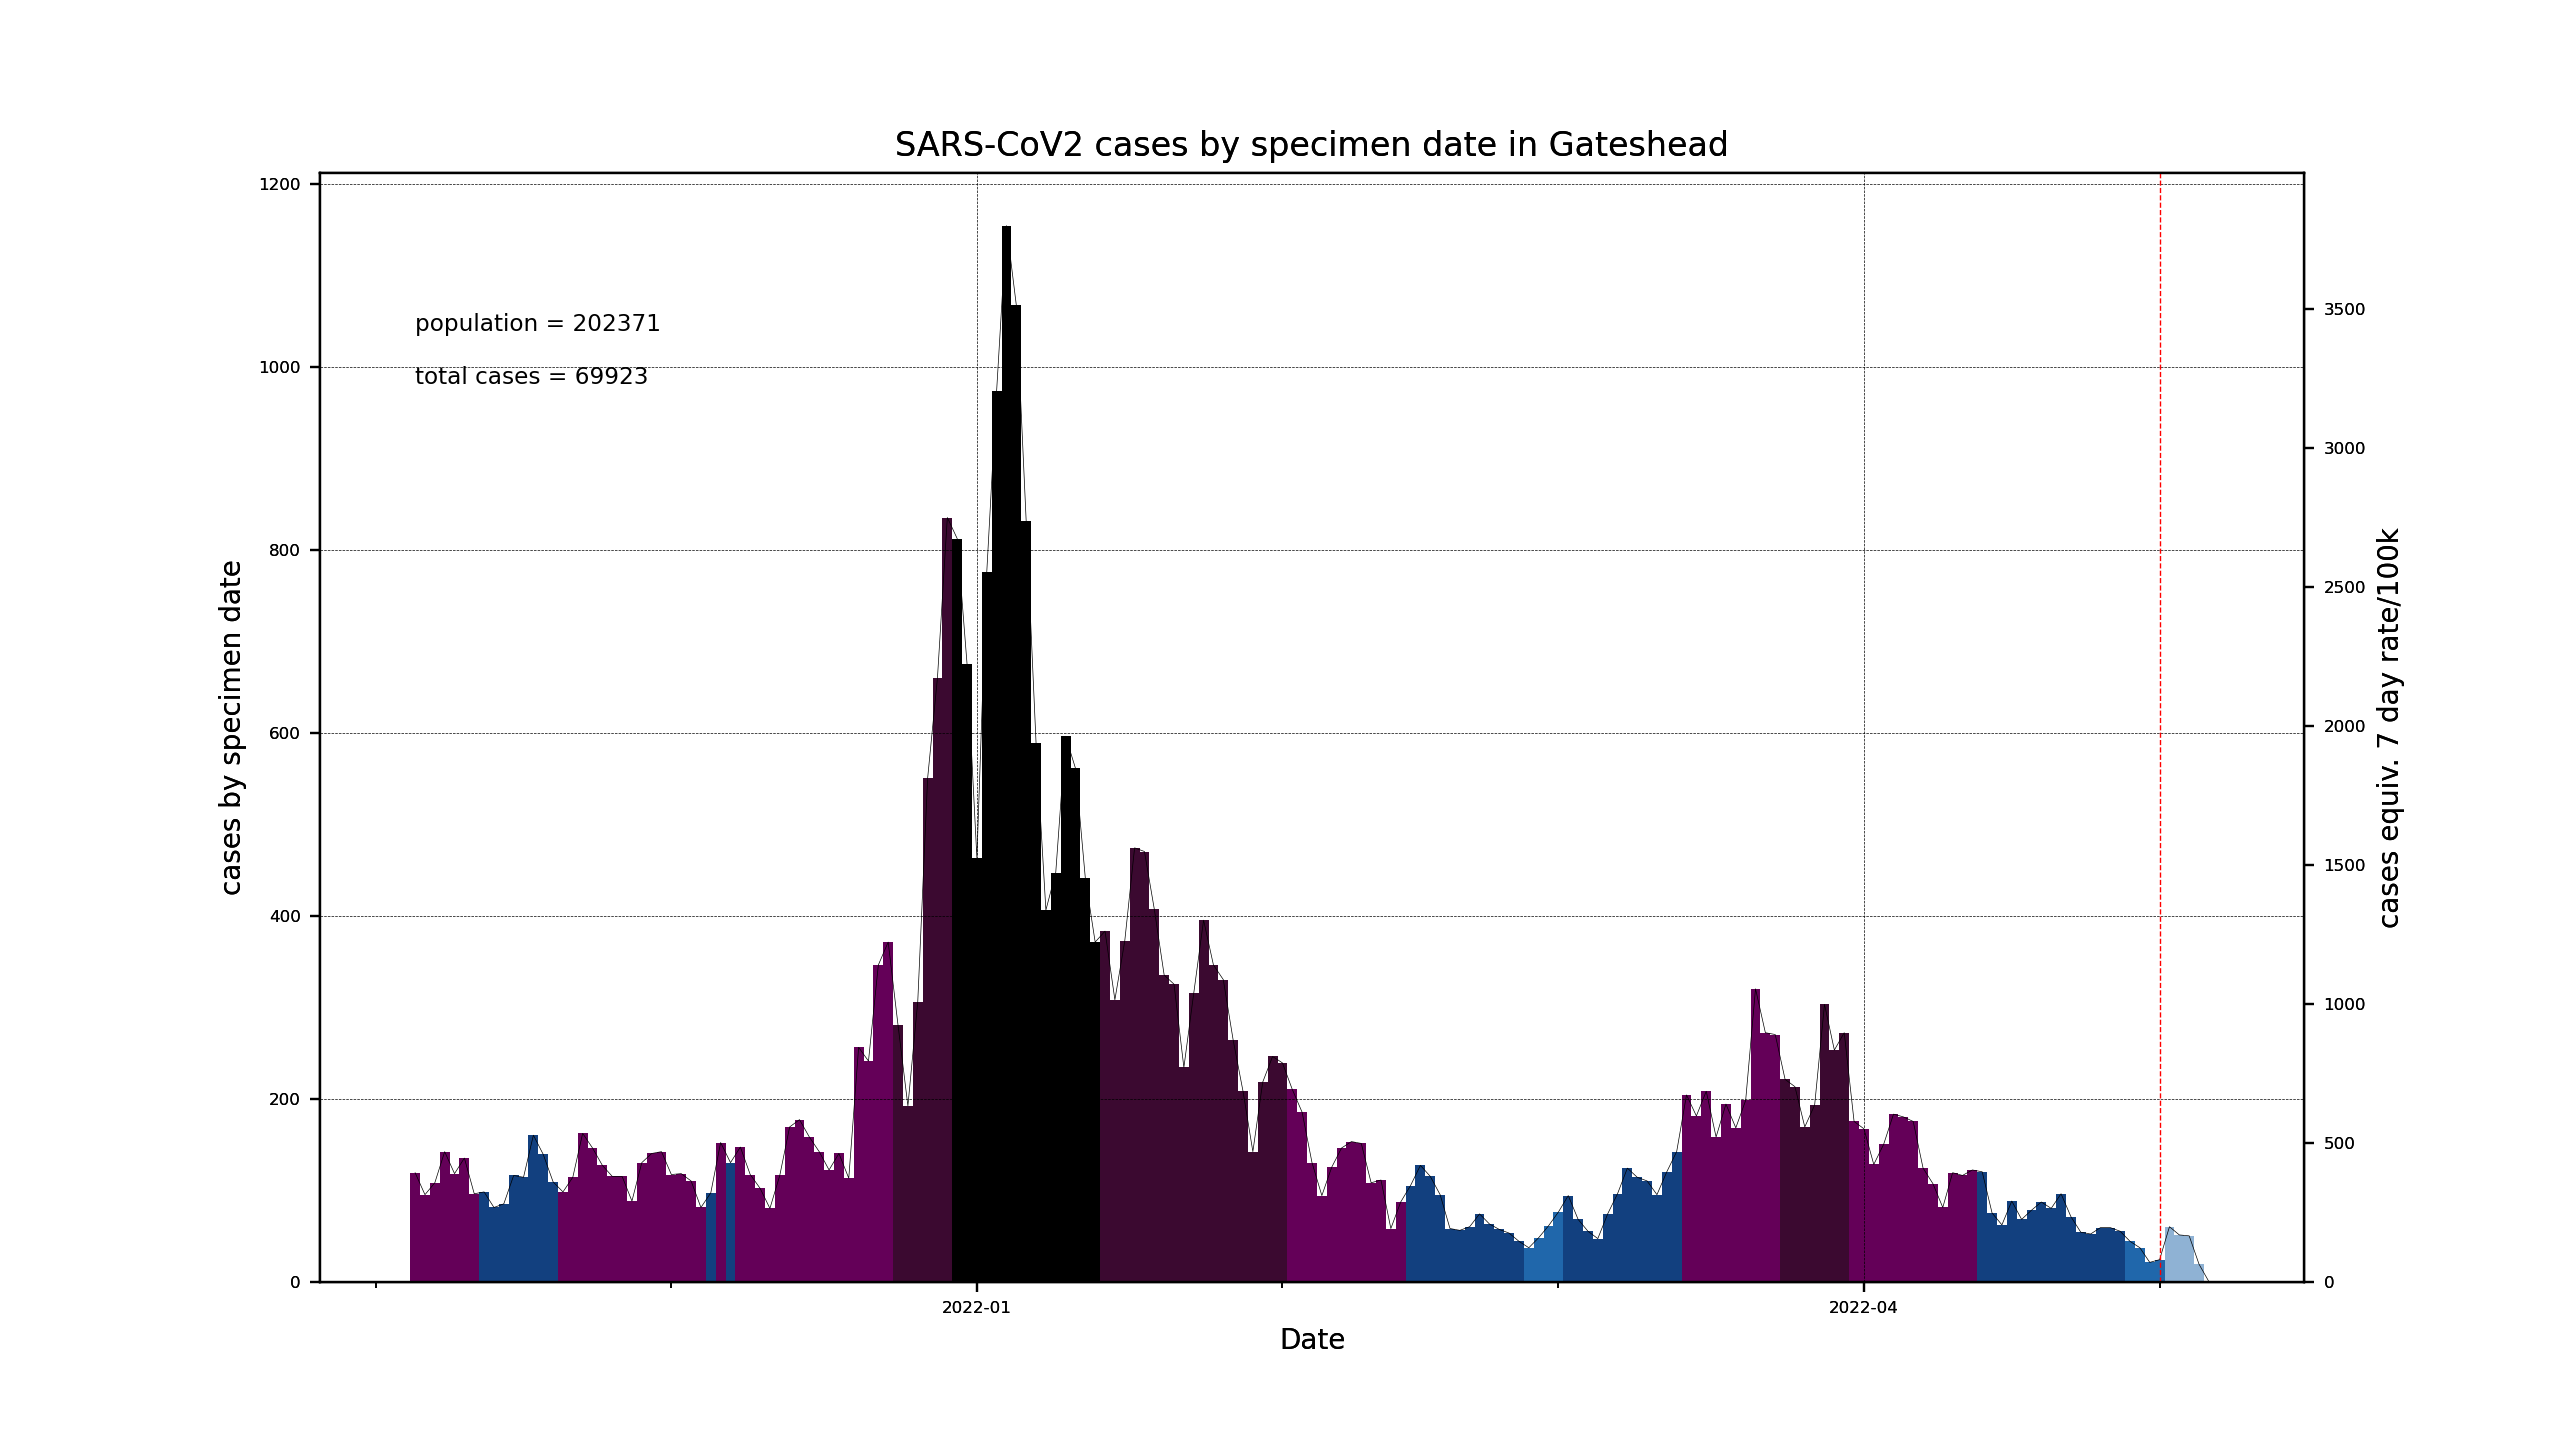 SARS-CoV2 cases by specimen date in Gateshead
population = 202371
total cases = 69923
cases by specimen date
1200
1000
800
600
400
200
0
3500
3000
2500
2000
1500
1000
500
0
cases equiv. 7 day rate/100k
2022-01
2022-04
Date